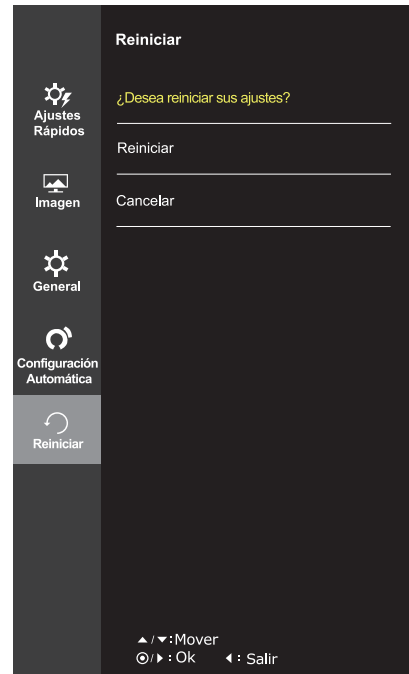 Reiniciar
Ajustes
Rápidos
Imagen
General
Configuración
Automática
Reiniciar
¿Desea reiniciar sus ajustes?
Reiniciar
Cancelar
▲/▼:Mover
◉/▶ : Ok ◀ : Salir